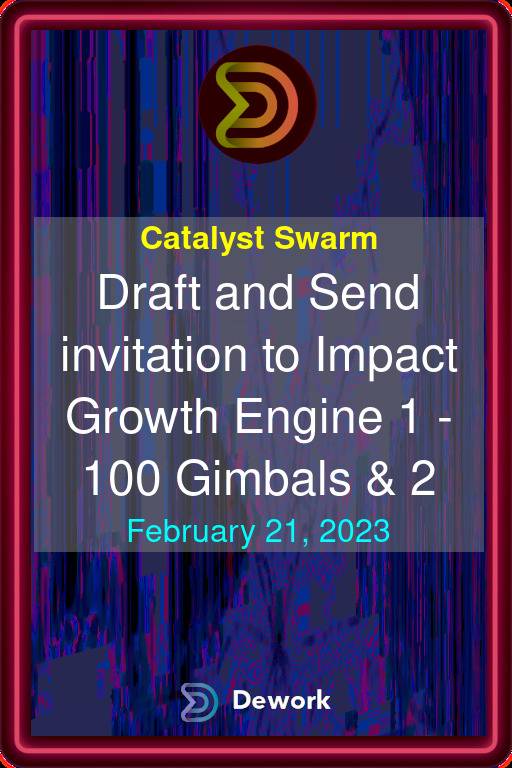 Catalyst Swarm
Draft and Send
invitation to Impact
Growth Engine 1 -
100 Gimbals & 2
February 21, 2023
Dework